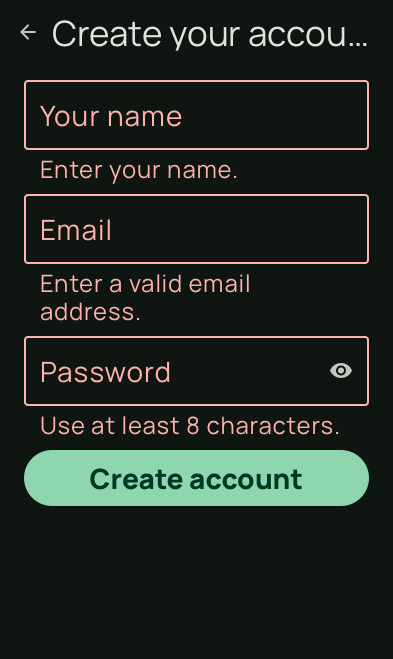 Create your accou...
Your name
Enter your name.
Email
Enter a valid email
address.
Password
Use at least 8 characters.
Create account